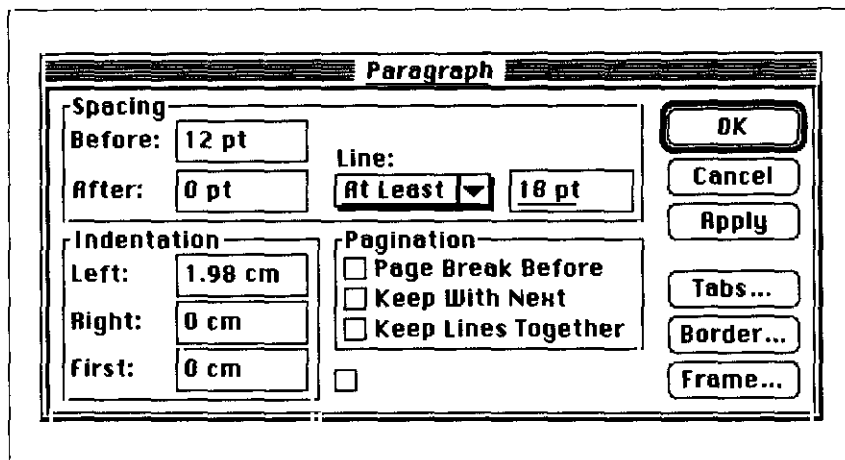 Paragraph
Spacing
Before: 12 pt
After: 0 pt
Line:
At Least 18 pt
Indentation
Left: 1.98 cm
Right: 0 cm
First: 0 cm
Pagination
Page Break Before
Keep With Next
Keep Lines Together
OK
Cancel
Apply
Tabs...
Border...
Frame...